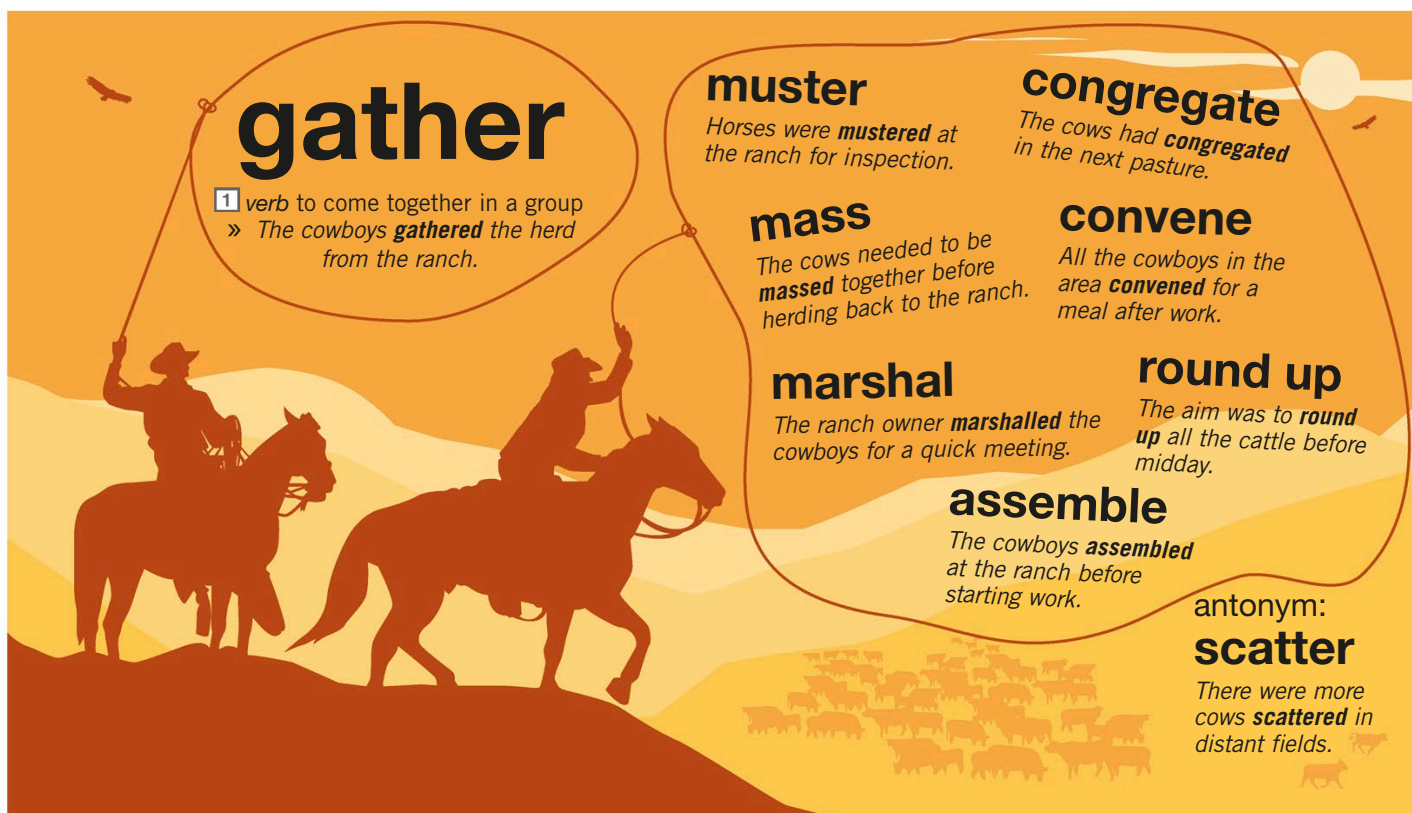 gather
1 verb to come together in a group
» The cowboys gathered the herd
from the ranch.
muster
Horses were mustered at
the ranch for inspection.
congregate
The cows had congregated
in the next pasture.
mass
The cows needed to be
massed together before
herding back to the ranch.
convene
All the cowboys in the
area convened for a
meal after work.
marshal
The ranch owner marshalled the
cowboys for a quick meeting.
round up
The aim was to round
up all the cattle before
midday.
assemble
The cowboys assembled
at the ranch before
starting work.
antonym:
scatter
There were more
cows scattered in
distant fields.